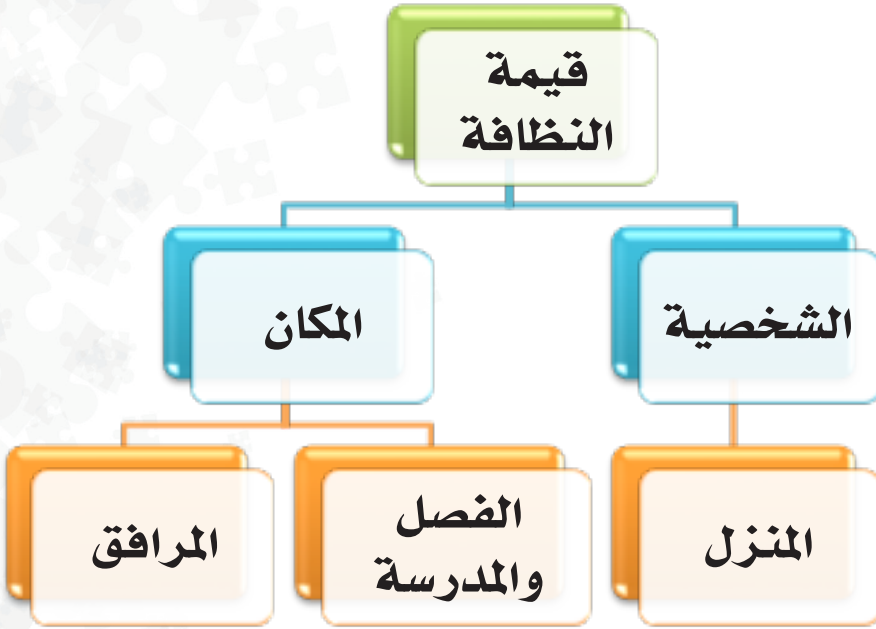 قيمة
النظافة
الشخصية
المكان
المنزل
الفصل
والمدرسة
المرافق